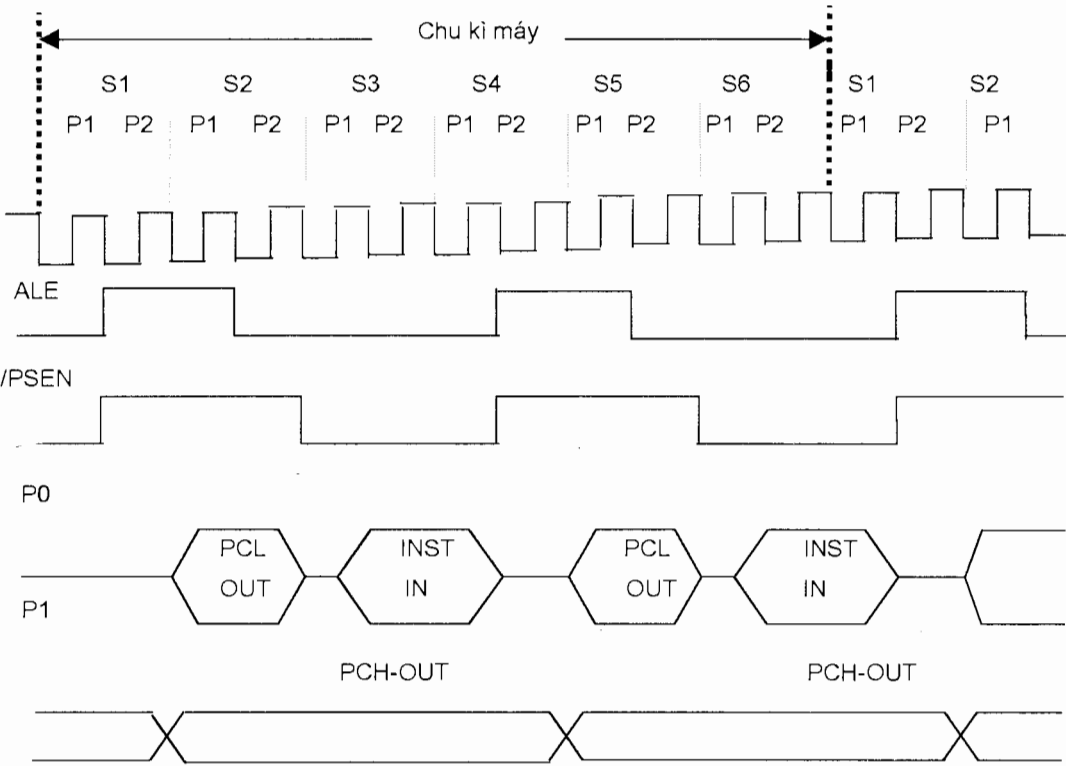 Chu kì máy
S1 S2 S3 S4 S5 S6 S1 S2
P1 P2 P1 P2 P1 P2 P1 P2 P1 P2 P1 P2 P1 P2 P1
ALE
/PSEN
P0
PCL INST PCL INST
OUT IN OUT IN
P1
PCH-OUT PCH-OUT